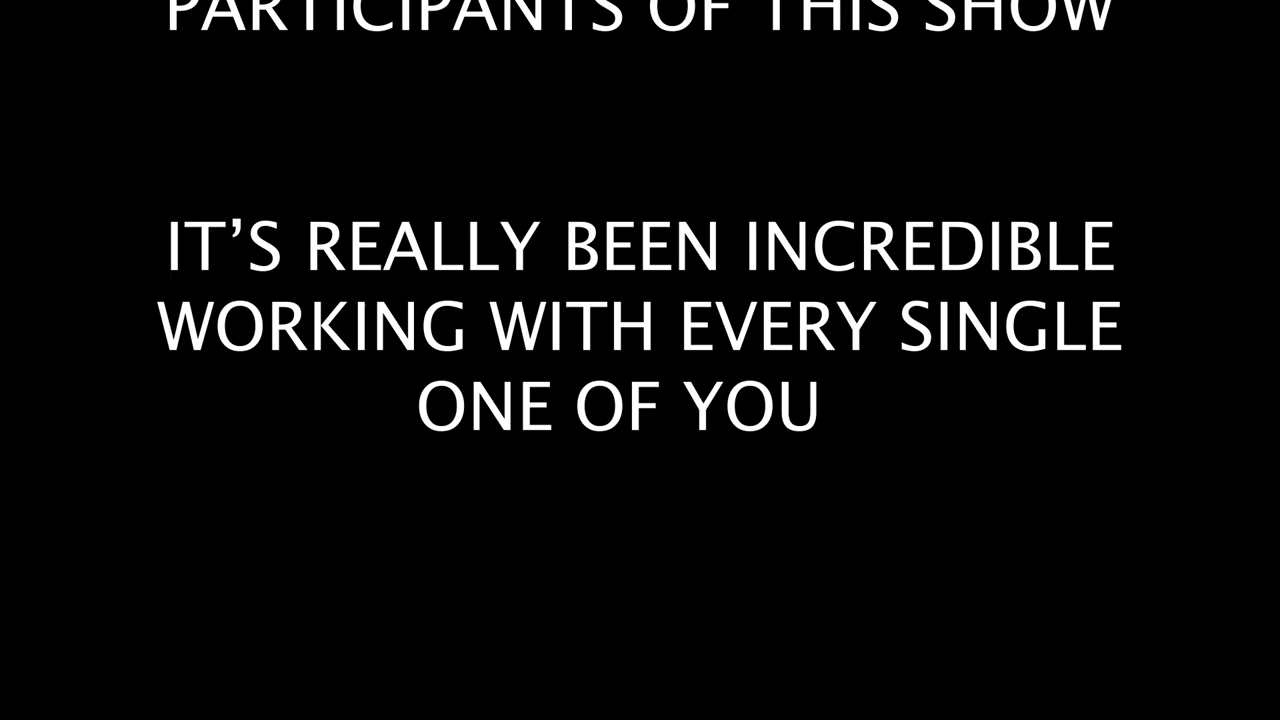 PARTICIPANTS OF THIS SHOW
IT’S REALLY BEEN INCREDIBLE
WORKING WITH EVERY SINGLE
ONE OF YOU